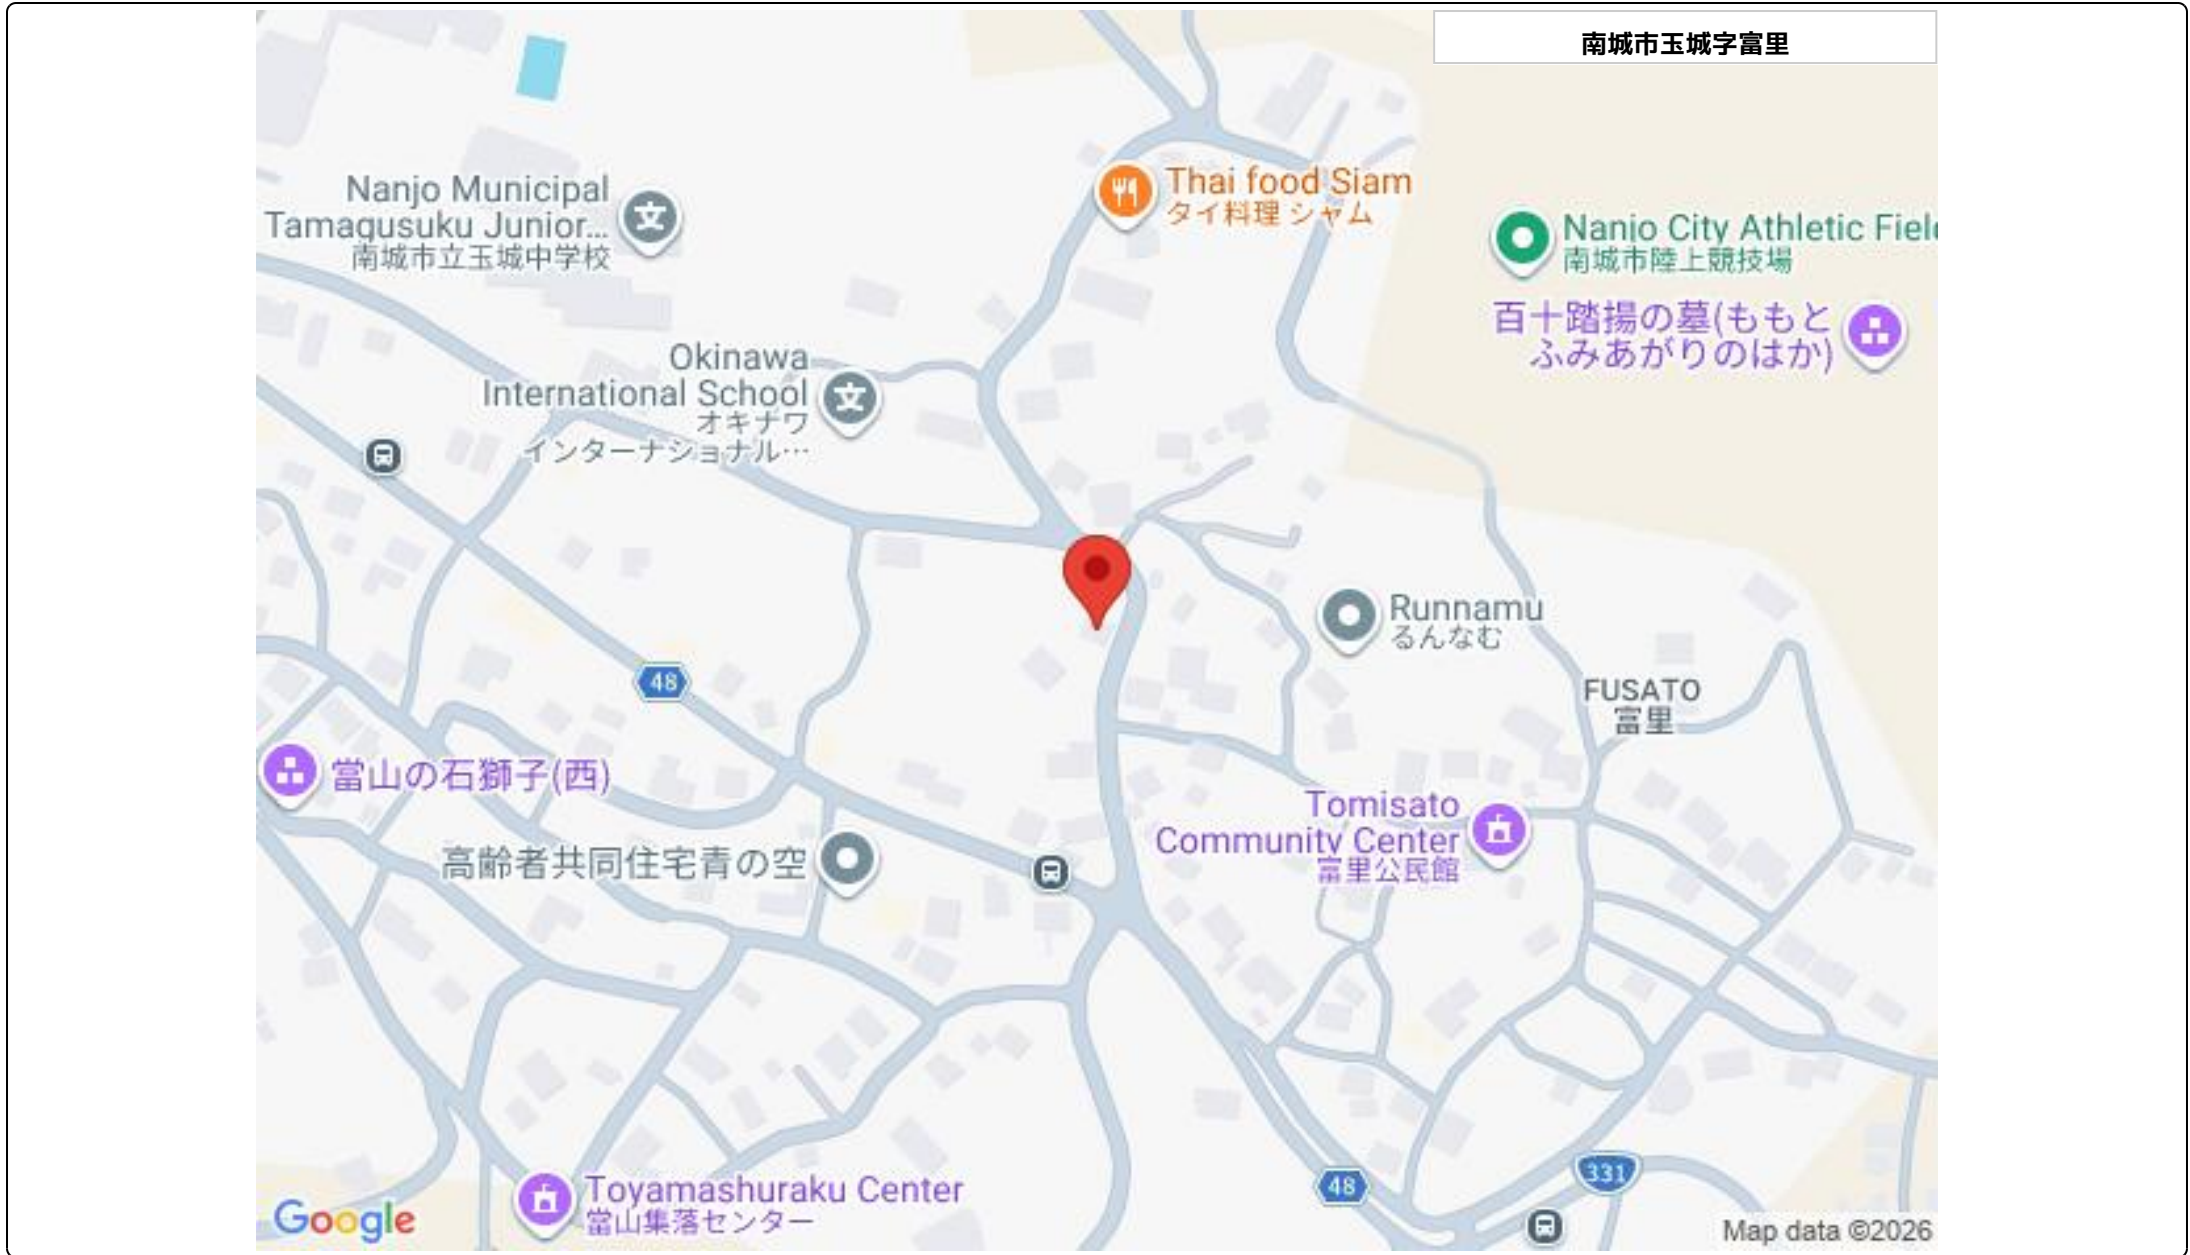 南城市玉城字富里
Nanjo Municipal
Tamagusuku Junior...
南城市立玉城中学校
Thai food Siam
タイ料理 シャム
Nanjo City Athletic Fiel
南城市陸上競技場
百十踏揚の墓(ももと
ふみあがりのはか)
Okinawa
International School
オキナワ
インターナショナル…
Runnamu
るんなむ
48
FUSATO
富里
當山の石獅子(西)
Tomisato
Community Center
富里公民館
高齢者共同住宅青の空
Toyamashuraku Center
當山集落センター
48
331
Google
Map data ©2026